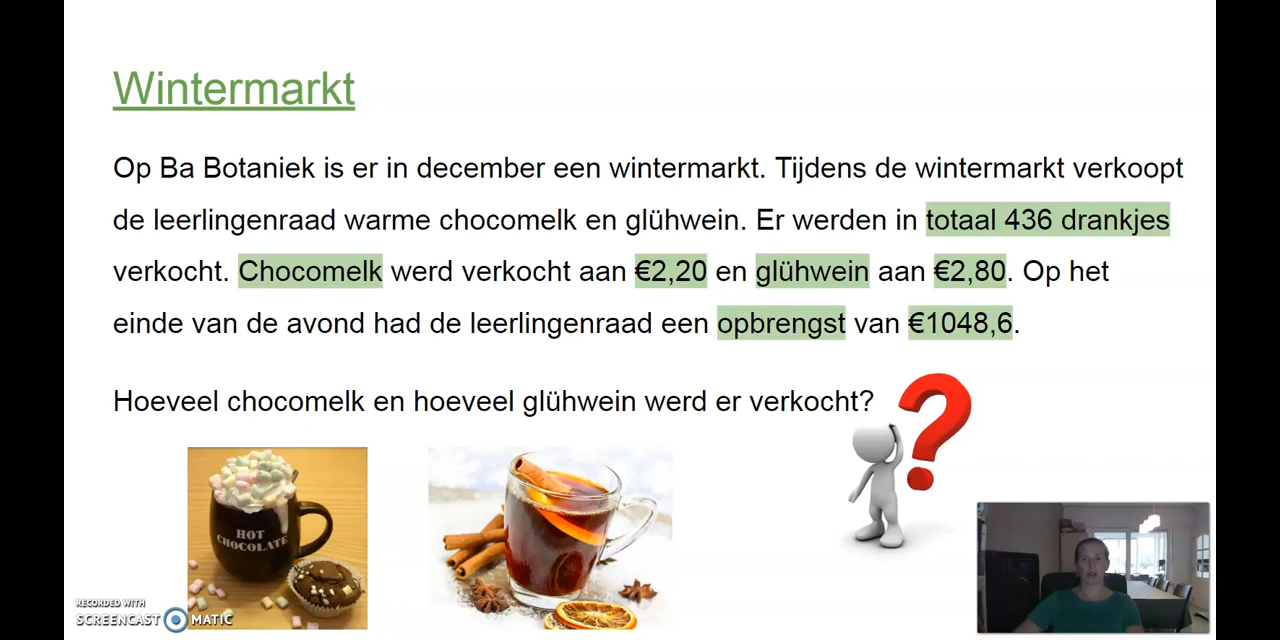 Wintermarkt
Op Ba Botaniek is er in december een wintermarkt. Tijdens de wintermarkt verkoopt
de leerlingenraad warme chocomelk en glühwein. Er werden in totaal 436 drankjes
verkocht. Chocomelk werd verkocht aan €2,20 en glühwein aan €2,80. Op het
einde van de avond had de leerlingenraad een opbrengst van €1048,6.
Hoeveel chocomelk en hoeveel glühwein werd er verkocht?
HOT
CHOCOLATE
RECORDED WITH
SCREENCAST MATIC